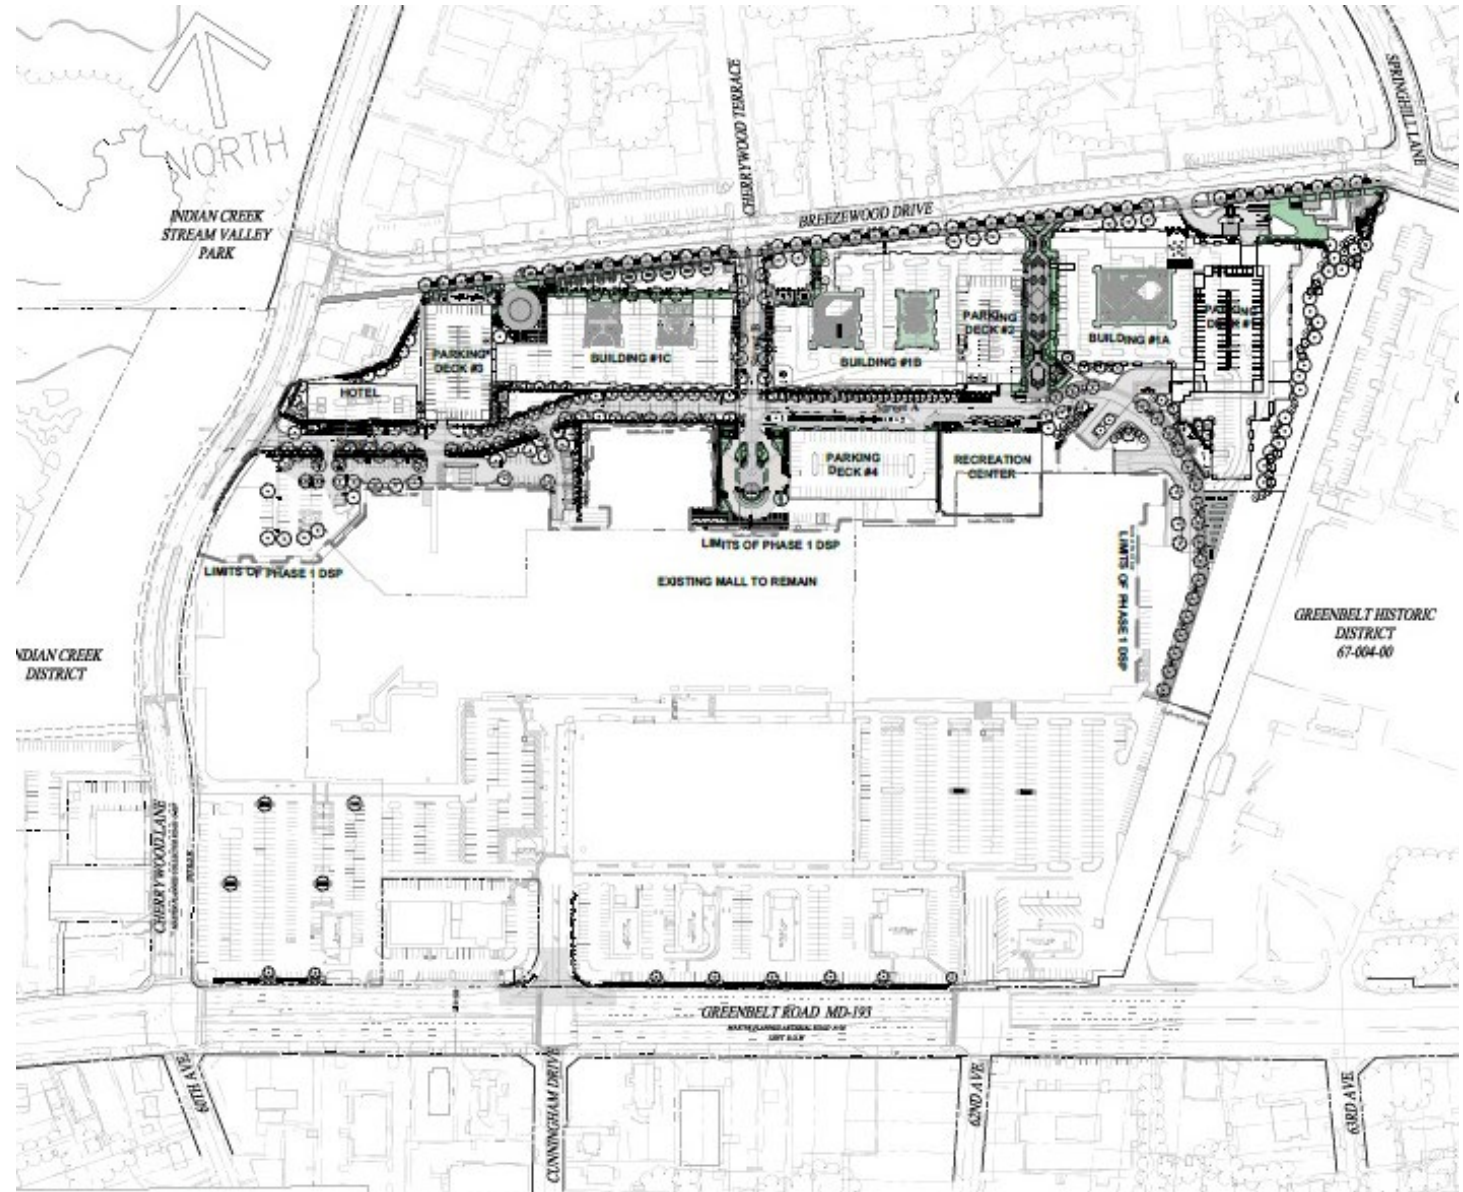 SPRINGHILL LANE
CHERRYWOOD TERRACE
NORTH
INDIAN CREEK
STREAM VALLEY
PARK
BREEZEWOOD DRIVE
PARKING
DECK #3
BUILDING #1C
BUILDING #1B
PARKING
DECK #2
BUILDING #1A
HOTEL
Street A
PARKING
DECK #4
RECREATION
CENTER
LIMITS OF PHASE 1 DSP
LIMITS OF PHASE 1 DSP
EXISTING MALL TO REMAIN
LIMITS OF PHASE 1 DSP
GREENBELT HISTORIC
DISTRICT
67-004-00
NDIAN CREEK
DISTRICT
CHERRYWOOD LANE
GREENBELT ROAD MD-193
60TH AVE
CUNNINGHAM DRIVE
62ND AVE.
63RD AVE.